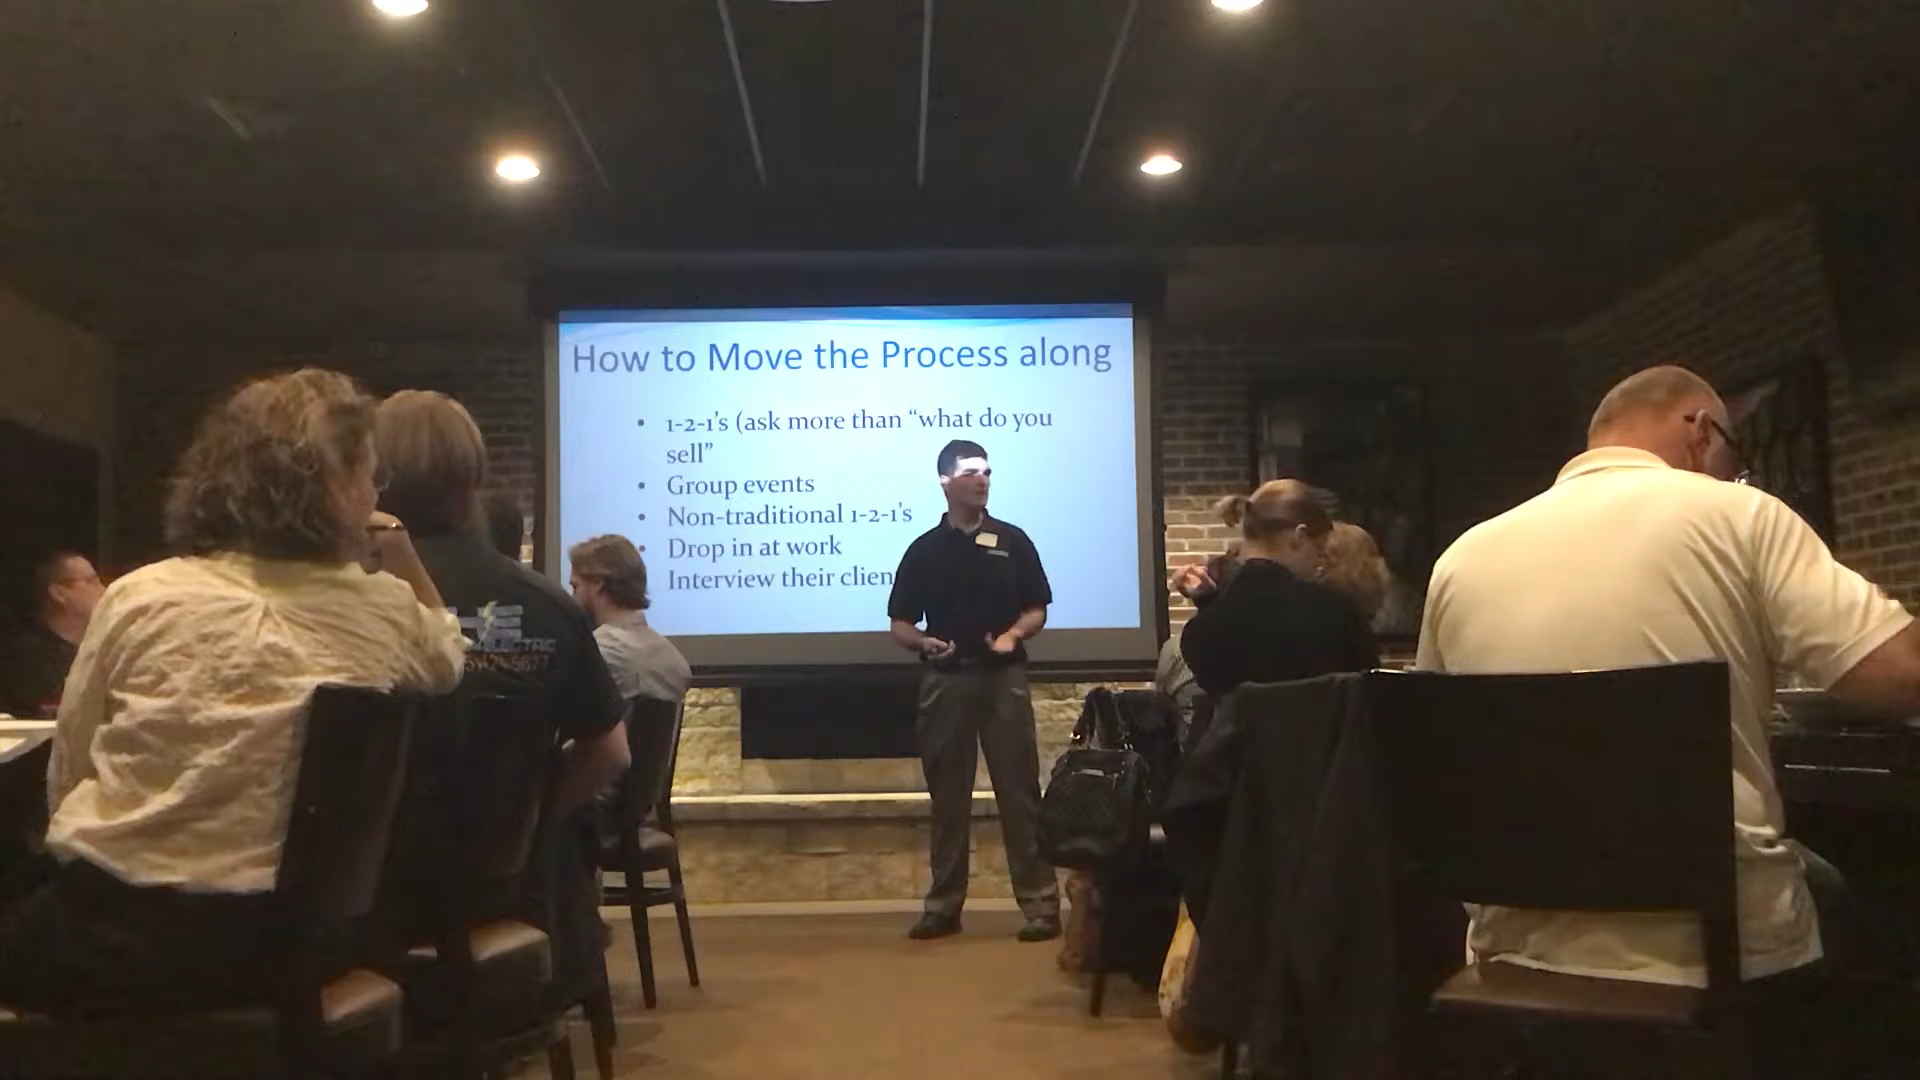 How to Move the Process along
• 1-2-1's (ask more than “what do you
sell”
• Group events
• Non-traditional 1-2-1's
• Drop in at work
Interview their clien
ELECTRIC